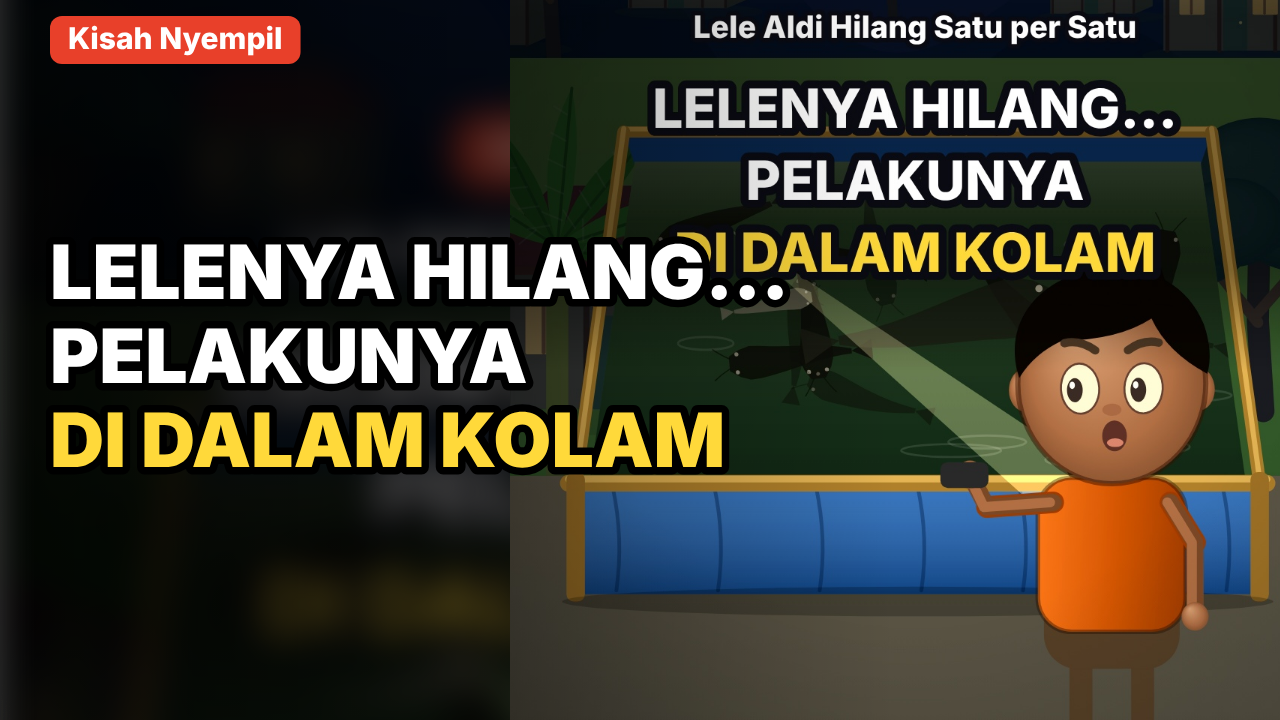 Kisah Nyempil
Lele Aldi Hilang Satu per Satu
LELENYA HILANG...
PELAKUNYA
DI DALAM KOLAM
LELENYA HILANG...
PELAKUNYA
DI DALAM KOLAM